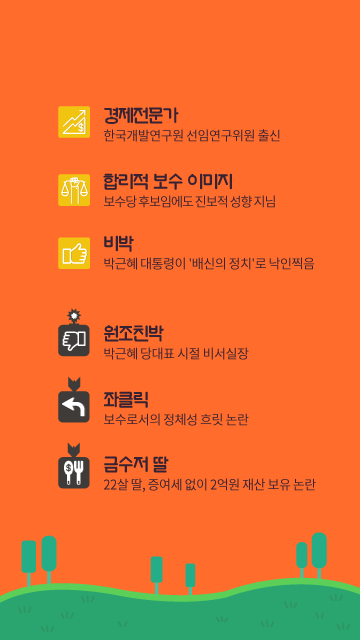 경제전문가
한국개발연구원 선임연구위원 출신
합리적 보수 이미지
보수당 후보임에도 진보적 성향 지님
비박
박근혜 대통령이 '배신의 정치'로 낙인찍음
원조친박
박근혜 당대표 시절 비서실장
좌클릭
보수로서의 정체성 흐릿 논란
금수저 딸
22살 딸, 증여세 없이 2억원 재산 보유 논란